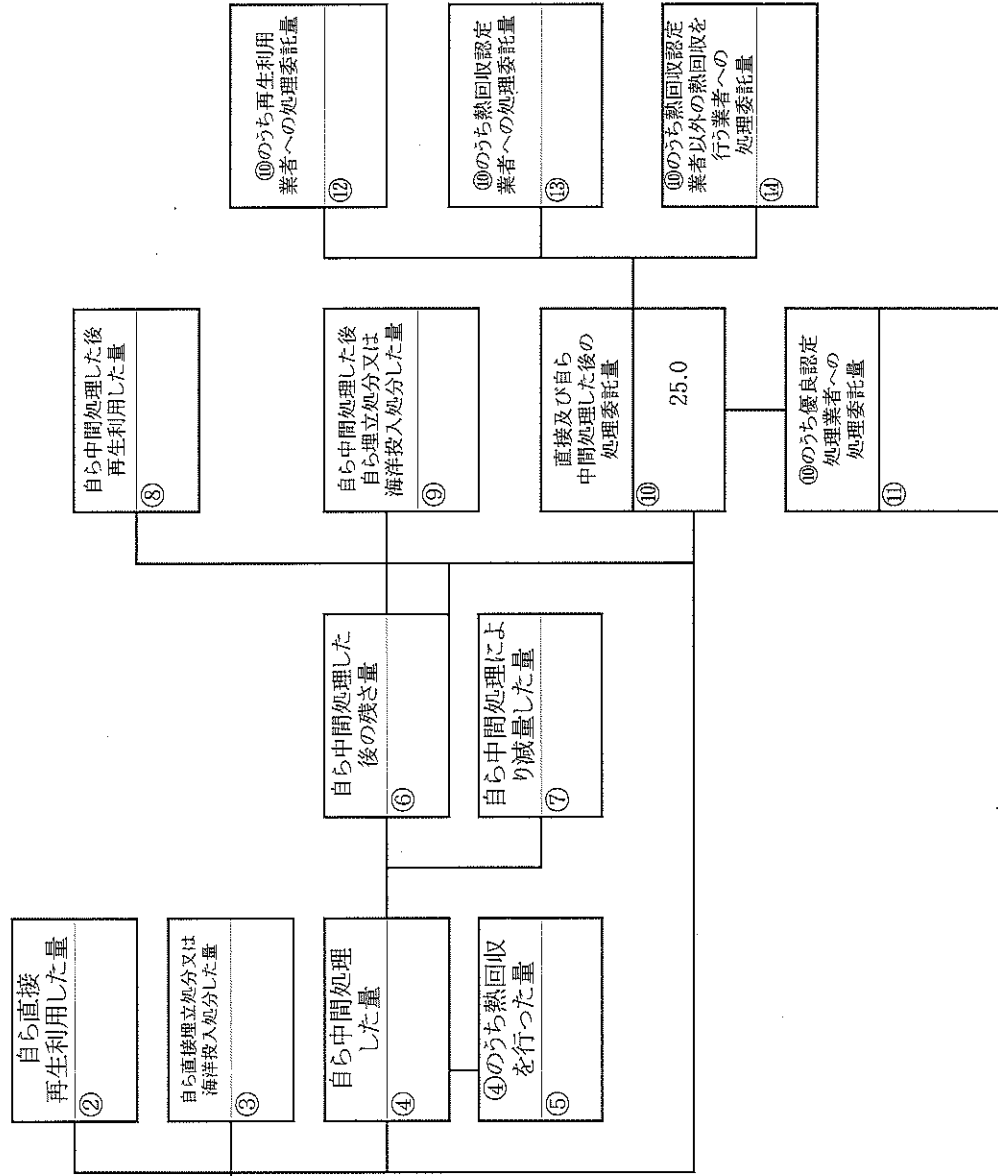 自ら直接
再生利用した量
②
自ら直接埋立処分又は
海洋投入処分した量
③
自ら中間処理
した量
④
④のうち熱回収
を行った量
⑤
自ら中間処理した
後の残さ量
⑥
自ら中間処理によ
り減量した量
⑦
自ら中間処理した後
再生利用した量
⑧
自ら中間処理した後
自ら埋立処分又は
海洋投入処分した量
⑨
直接及び自ら
中間処理した後の
処理委託量
⑩
25.0
⑩のうち優良認定
処理業者への
処理委託量
⑪
⑩のうち再生利用
業者への処理委託量
⑫
⑩のうち熱回収認定
業者への処理委託量
⑬
⑩のうち熱回収認定
業者以外の熱回収を
行う業者への
処理委託量
⑭